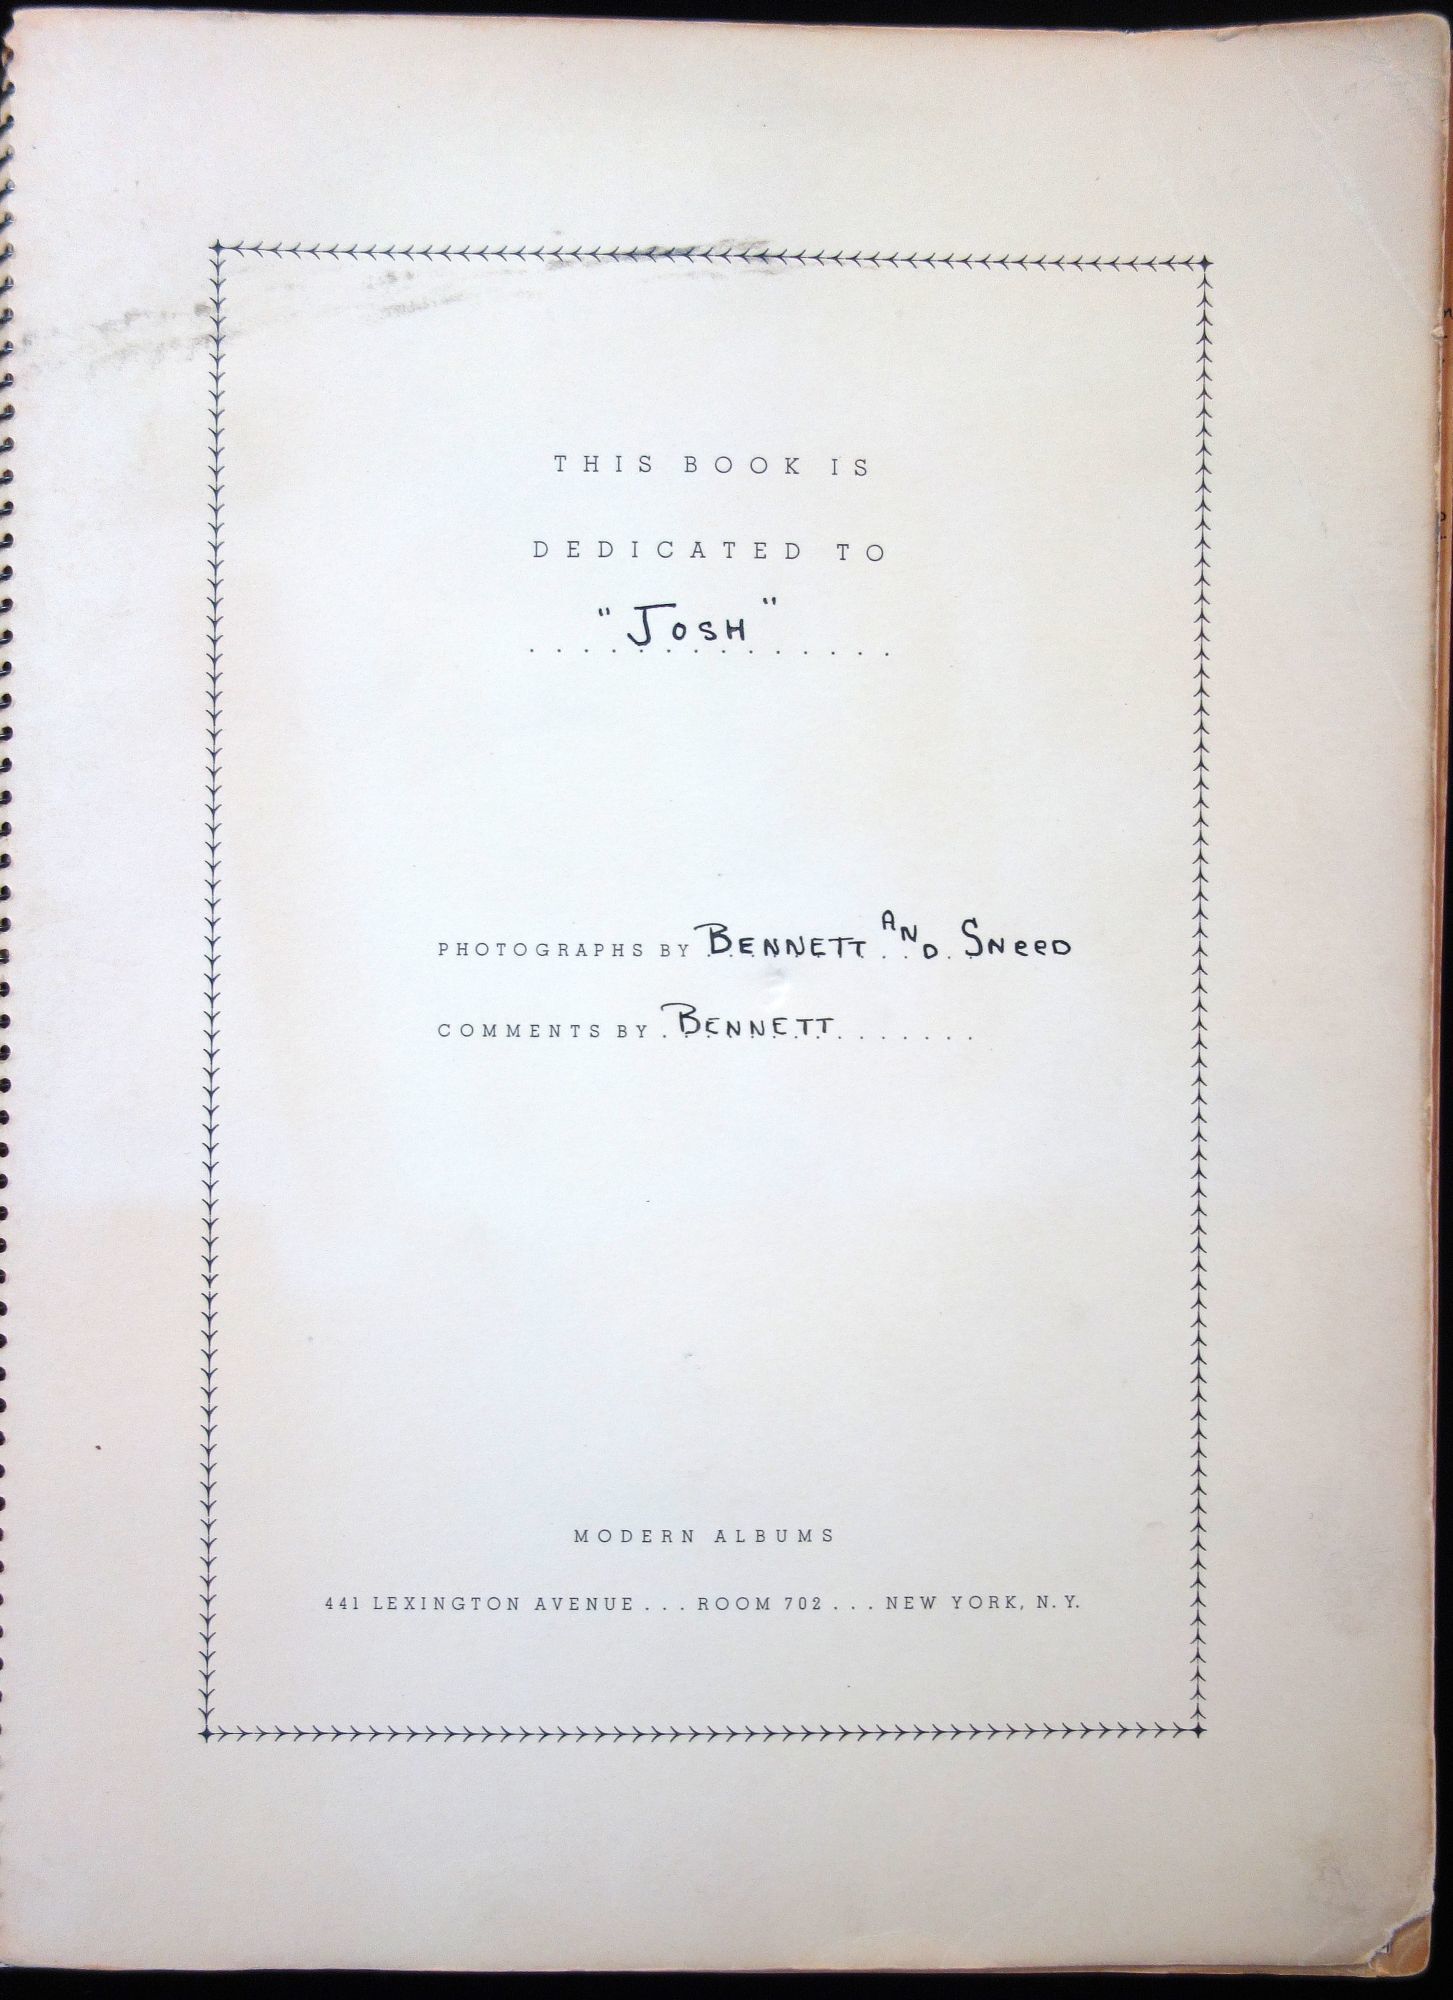 THIS BOOK IS
DEDICATED TO
"JOSH"
PHOTOGRAPHS BY BENNETT AND SNeeD
COMMENTS BY BENNETT
MODERN ALBUMS
441 LEXINGTON AVENUE . . . ROOM 702 . . . NEW YORK, N. Y.